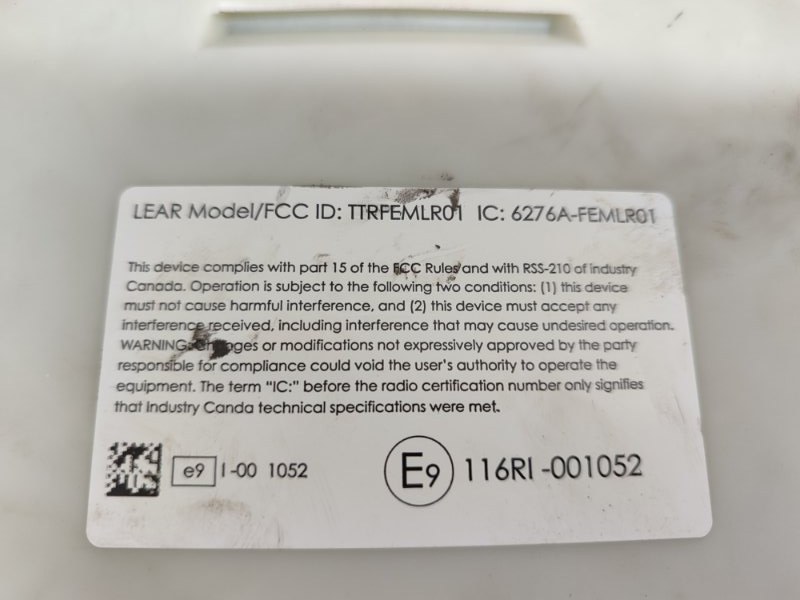 LEAR Model/FCC ID: TTRFEMLR01 IC: 6276A-FEMLR01
This device complies with part 15 of the FCC Rules and with RSS-210 of industry
Canada. Operation is subject to the following two conditions: (1) this device
must not cause harmful interference, and (2) this device must accept any
interference received, including interference that may cause undesired operation.
WARNING: Changes or modifications not expressively approved by the party
responsible for compliance could void the user's authority to operate the
equipment. The term "IC:" before the radio certification number only signifies
that Industry Canda technical specifications were met.
e9 I-00 1052
E9 116RI-001052